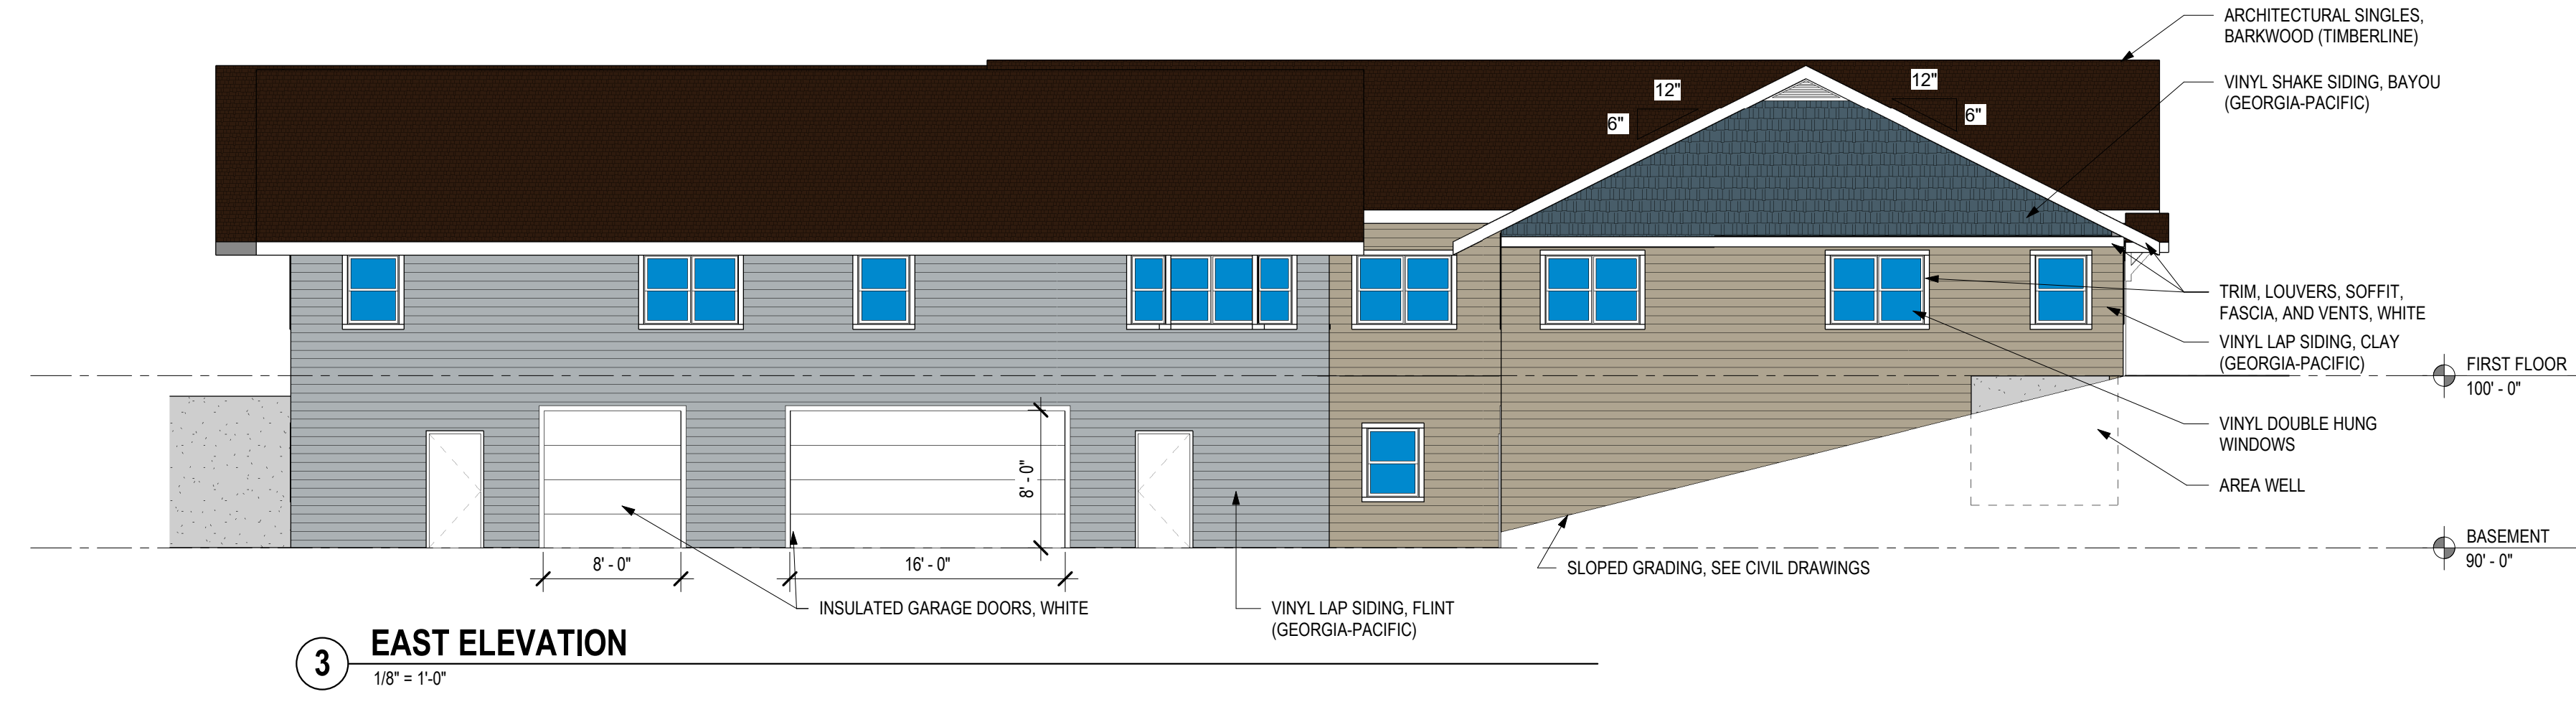 ARCHITECTURAL SINGLES,
BARKWOOD (TIMBERLINE)
VINYL SHAKE SIDING, BAYOU
(GEORGIA-PACIFIC)
12"
6"
12"
6"
TRIM, LOUVERS, SOFFIT,
FASCIA, AND VENTS, WHITE
VINYL LAP SIDING, CLAY
(GEORGIA-PACIFIC)
FIRST FLOOR
100' - 0"
VINYL DOUBLE HUNG
WINDOWS
AREA WELL
BASEMENT
90' - 0"
8' - 0"
8' - 0"
16' - 0"
SLOPED GRADING, SEE CIVIL DRAWINGS
INSULATED GARAGE DOORS, WHITE
VINYL LAP SIDING, FLINT
(GEORGIA-PACIFIC)
3
EAST ELEVATION
1/8" = 1'-0"